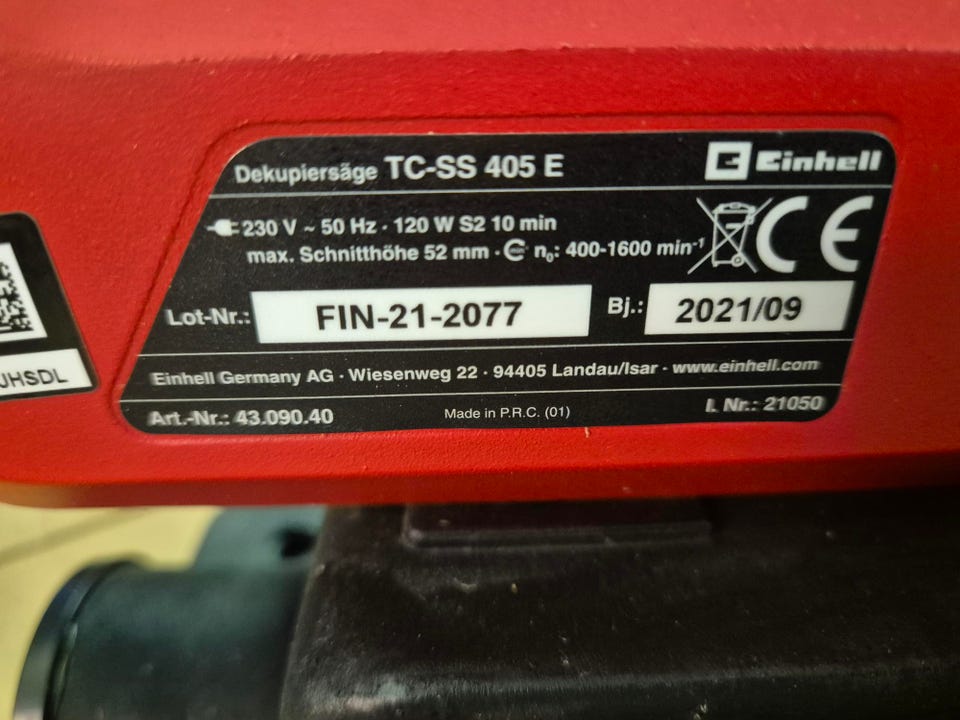 Dekupiersäge TC-SS 405 E
Einhell
230 V ~ 50 Hz · 120 W S2 10 min
max. Schnitthöhe 52 mm · n₀: 400-1600 min⁻¹
CE
Lot-Nr.: FIN-21-2077 Bj.: 2021/09
JHSDL
Einhell Germany AG · Wiesenweg 22 · 94405 Landau/Isar · www.einhell.com
Art.-Nr.: 43.090.40 Made in P.R.C. (01) I. Nr.: 21050